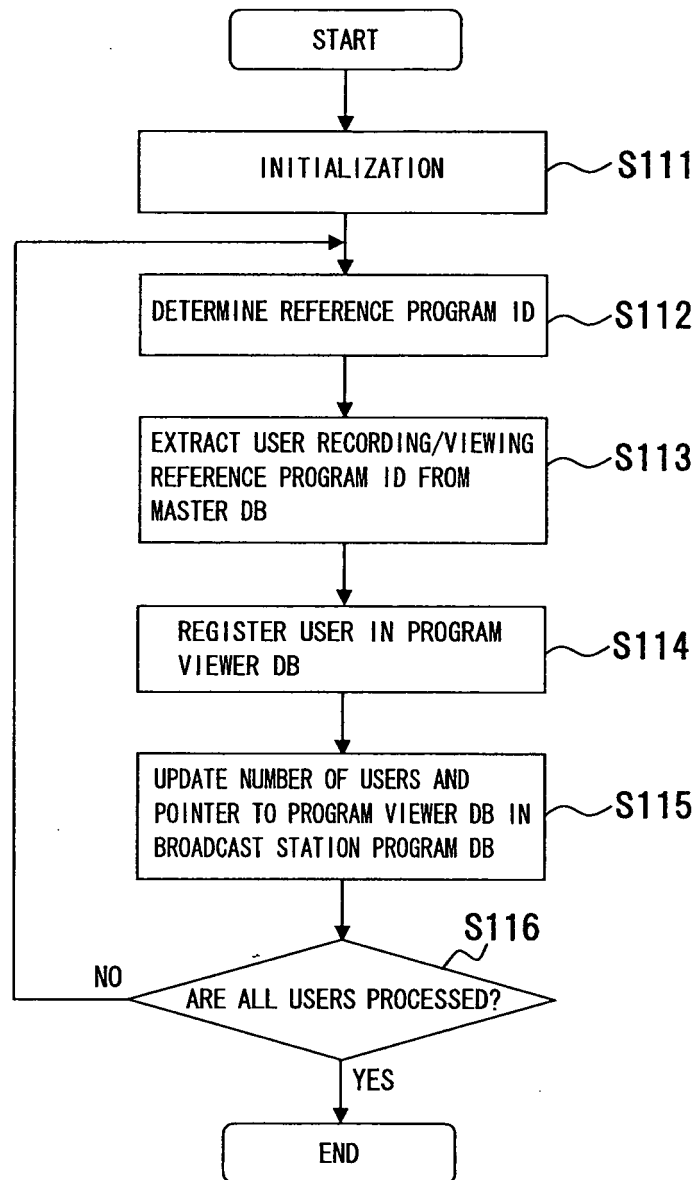 START
INITIALIZATION
S111
DETERMINE REFERENCE PROGRAM ID
S112
EXTRACT USER RECORDING/VIEWING
REFERENCE PROGRAM ID FROM
MASTER DB
S113
REGISTER USER IN PROGRAM
VIEWER DB
S114
UPDATE NUMBER OF USERS AND
POINTER TO PROGRAM VIEWER DB IN
BROADCAST STATION PROGRAM DB
S115
S116
NO
ARE ALL USERS PROCESSED?
YES
END